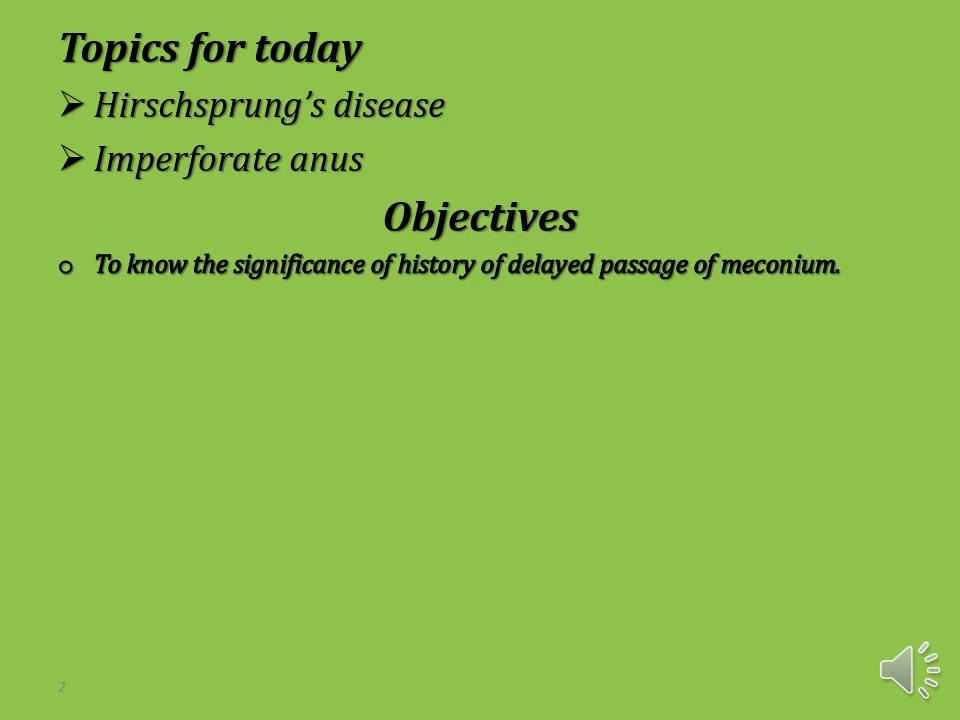 Topics for today
➢ Hirschsprung’s disease
➢ Imperforate anus
Objectives
o To know the significance of history of delayed passage of meconium.
2